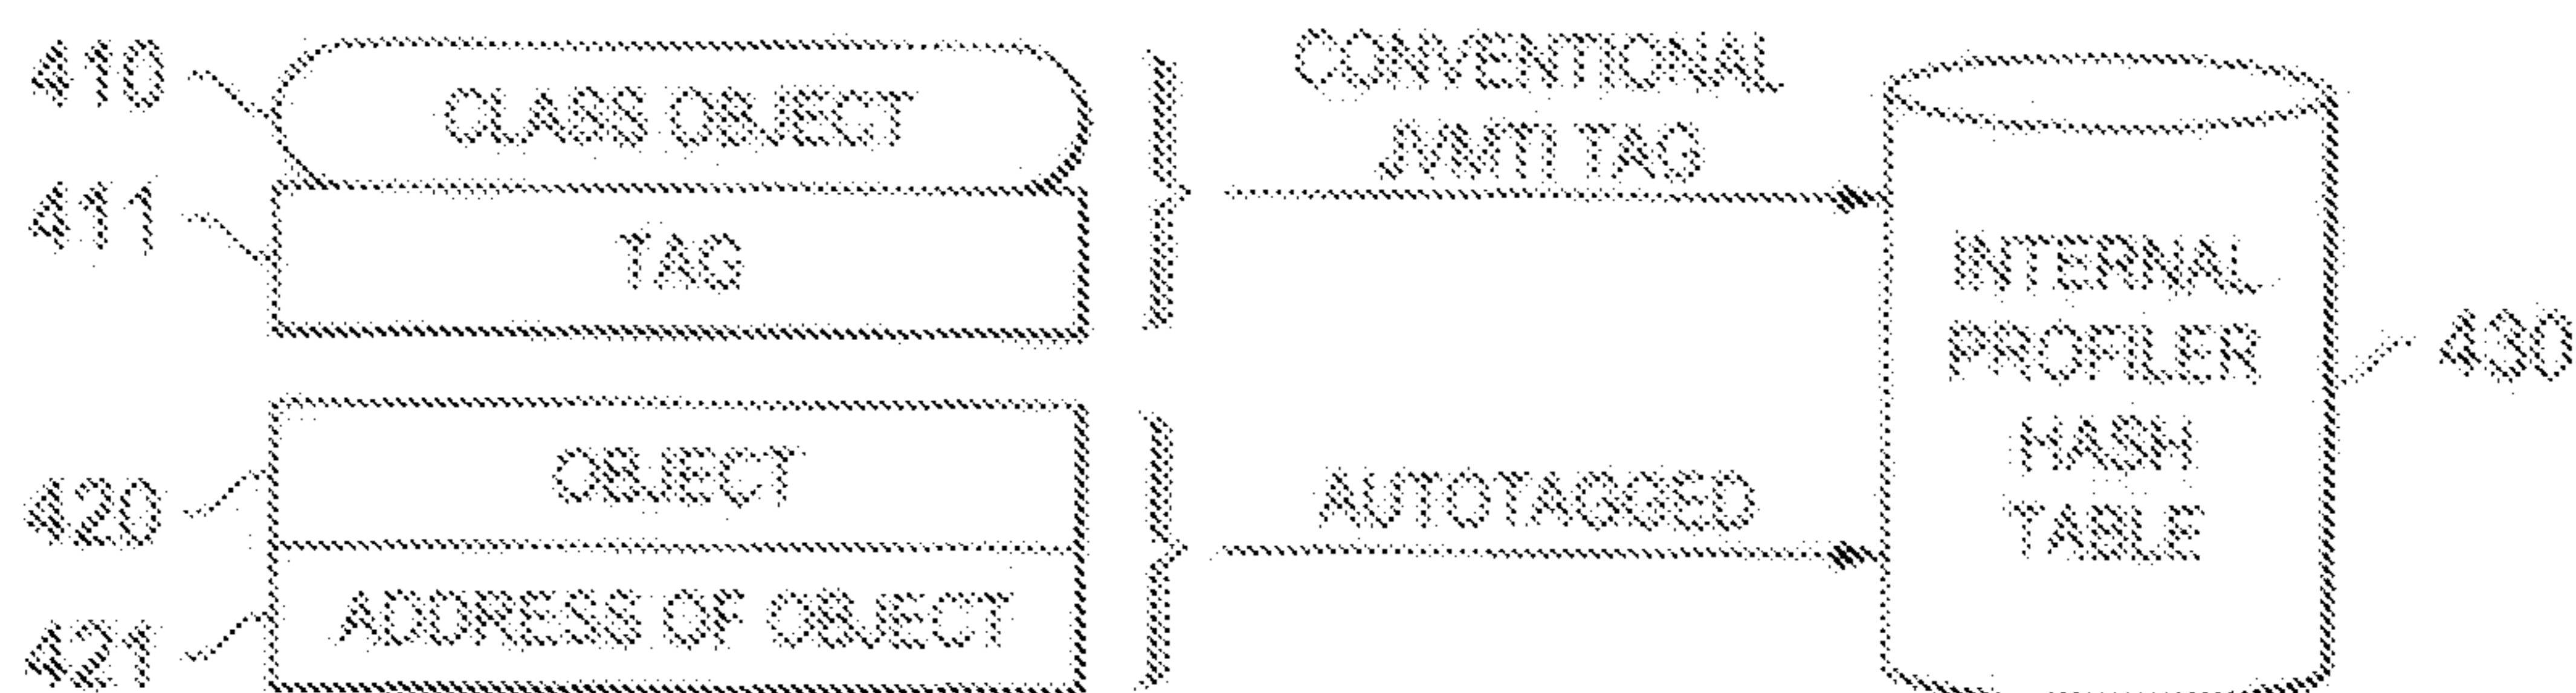 410
CLASS OBJECT
411
TAG
CONVENTIONAL
JVMTI TAG
420
OBJECT
421
ADDRESS OF OBJECT
AUTOTAGGED
INTERNAL
PROFILER
HASH
TABLE
430